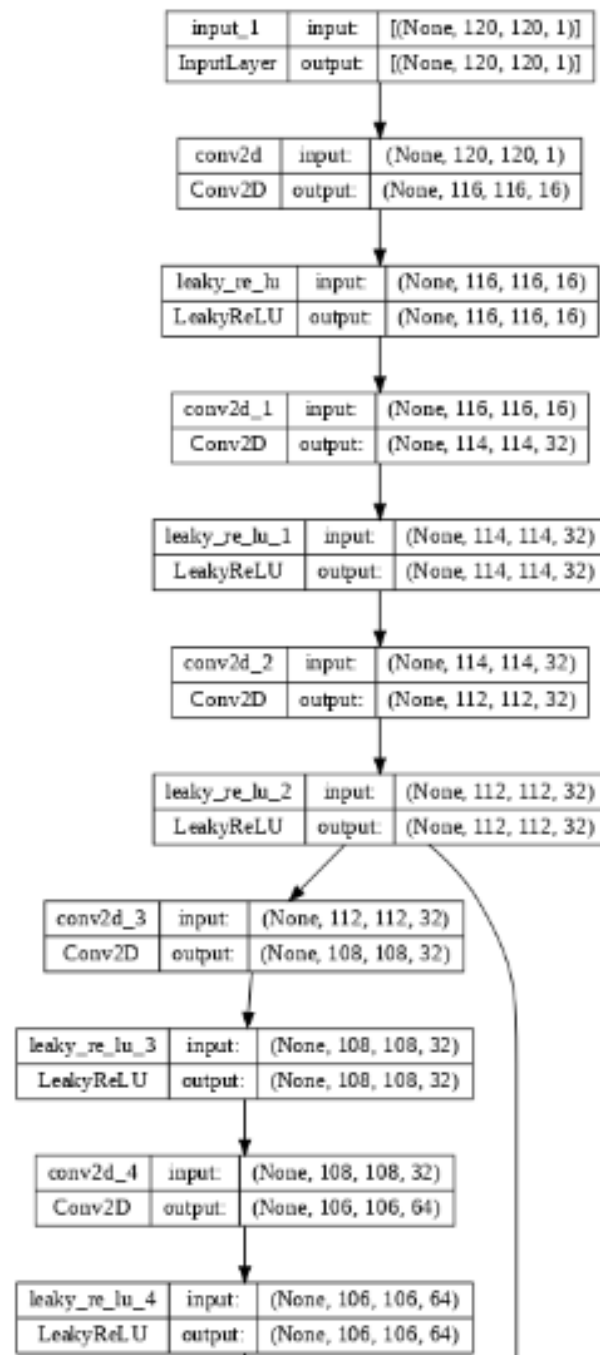 input_1 input: [(None, 120, 120, 1)]
InputLayer output: [(None, 120, 120, 1)]
conv2d input: (None, 120, 120, 1)
Conv2D output: (None, 116, 116, 16)
leaky_re_lu input: (None, 116, 116, 16)
LeakyReLU output: (None, 116, 116, 16)
conv2d_1 input: (None, 116, 116, 16)
Conv2D output: (None, 114, 114, 32)
leaky_re_lu_1 input: (None, 114, 114, 32)
LeakyReLU output: (None, 114, 114, 32)
conv2d_2 input: (None, 114, 114, 32)
Conv2D output: (None, 112, 112, 32)
leaky_re_lu_2 input: (None, 112, 112, 32)
LeakyReLU output: (None, 112, 112, 32)
conv2d_3 input: (None, 112, 112, 32)
Conv2D output: (None, 108, 108, 32)
leaky_re_lu_3 input: (None, 108, 108, 32)
LeakyReLU output: (None, 108, 108, 32)
conv2d_4 input: (None, 108, 108, 32)
Conv2D output: (None, 106, 106, 64)
leaky_re_lu_4 input: (None, 106, 106, 64)
LeakyReLU output: (None, 106, 106, 64)